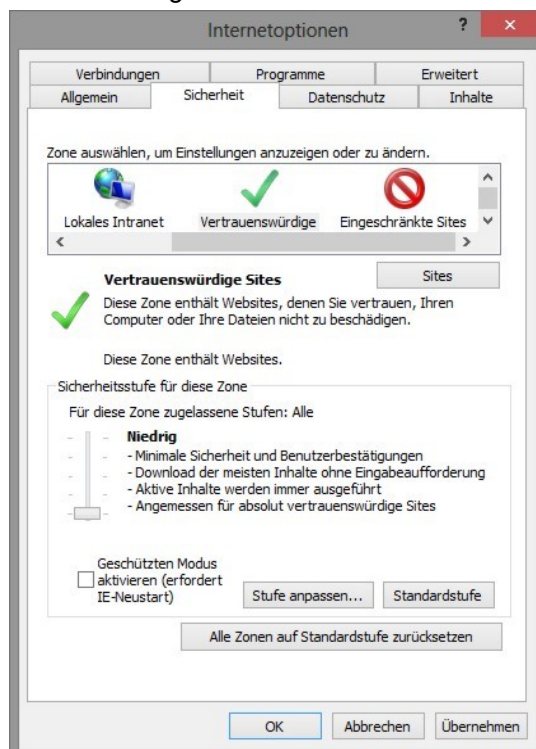 Internetoptionen
?
×
Verbindungen Programme Erweitert
Allgemein Sicherheit Datenschutz Inhalte
Zone auswählen, um Einstellungen anzuzeigen oder zu ändern.
Lokales Intranet Vertrauenswürdige Eingeschränkte Sites
Vertrauenswürdige Sites
Sites
Diese Zone enthält Websites, denen Sie vertrauen, Ihren
Computer oder Ihre Dateien nicht zu beschädigen.
Diese Zone enthält Websites.
Sicherheitsstufe für diese Zone
Für diese Zone zugelassene Stufen: Alle
Niedrig
- Minimale Sicherheit und Benutzerbestätigungen
- Download der meisten Inhalte ohne Eingabeaufforderung
- Aktive Inhalte werden immer ausgeführt
- Angemessen für absolut vertrauenswürdige Sites
Geschützten Modus
aktivieren (erfordert
IE-Neustart)
Stufe anpassen... Standardstufe
Alle Zonen auf Standardstufe zurücksetzen
OK Abbrechen Übernehmen